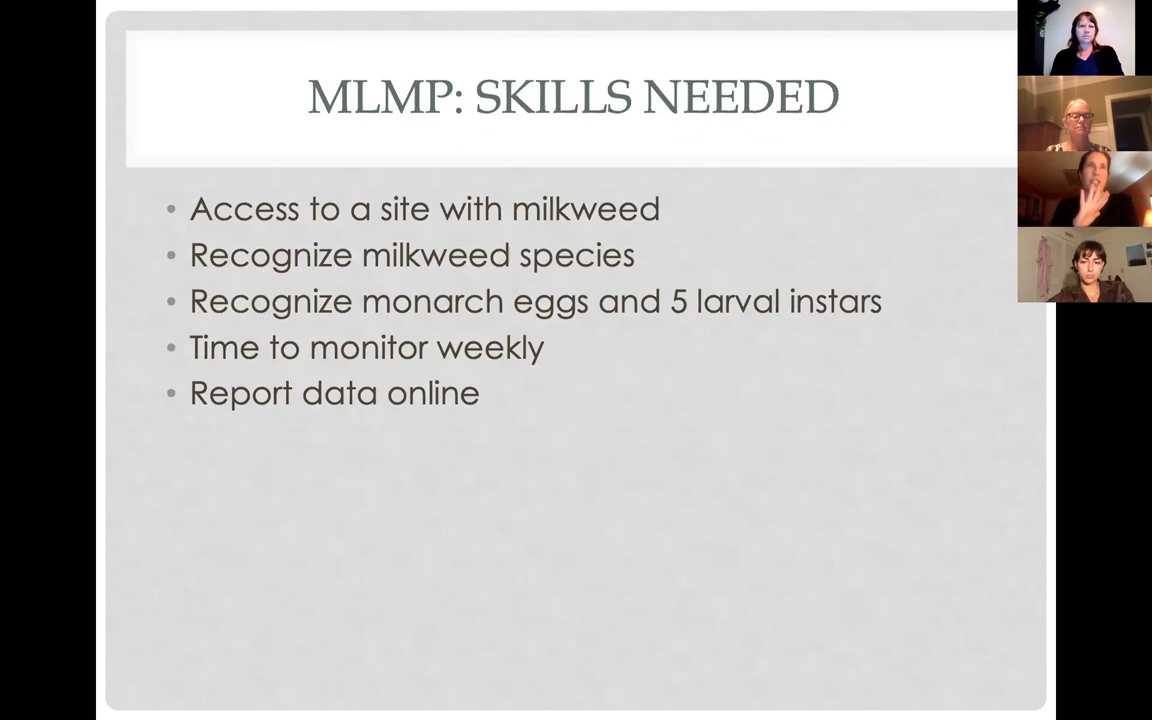 MLMP: SKILLS NEEDED
• Access to a site with milkweed
• Recognize milkweed species
• Recognize monarch eggs and 5 larval instars
• Time to monitor weekly
• Report data online